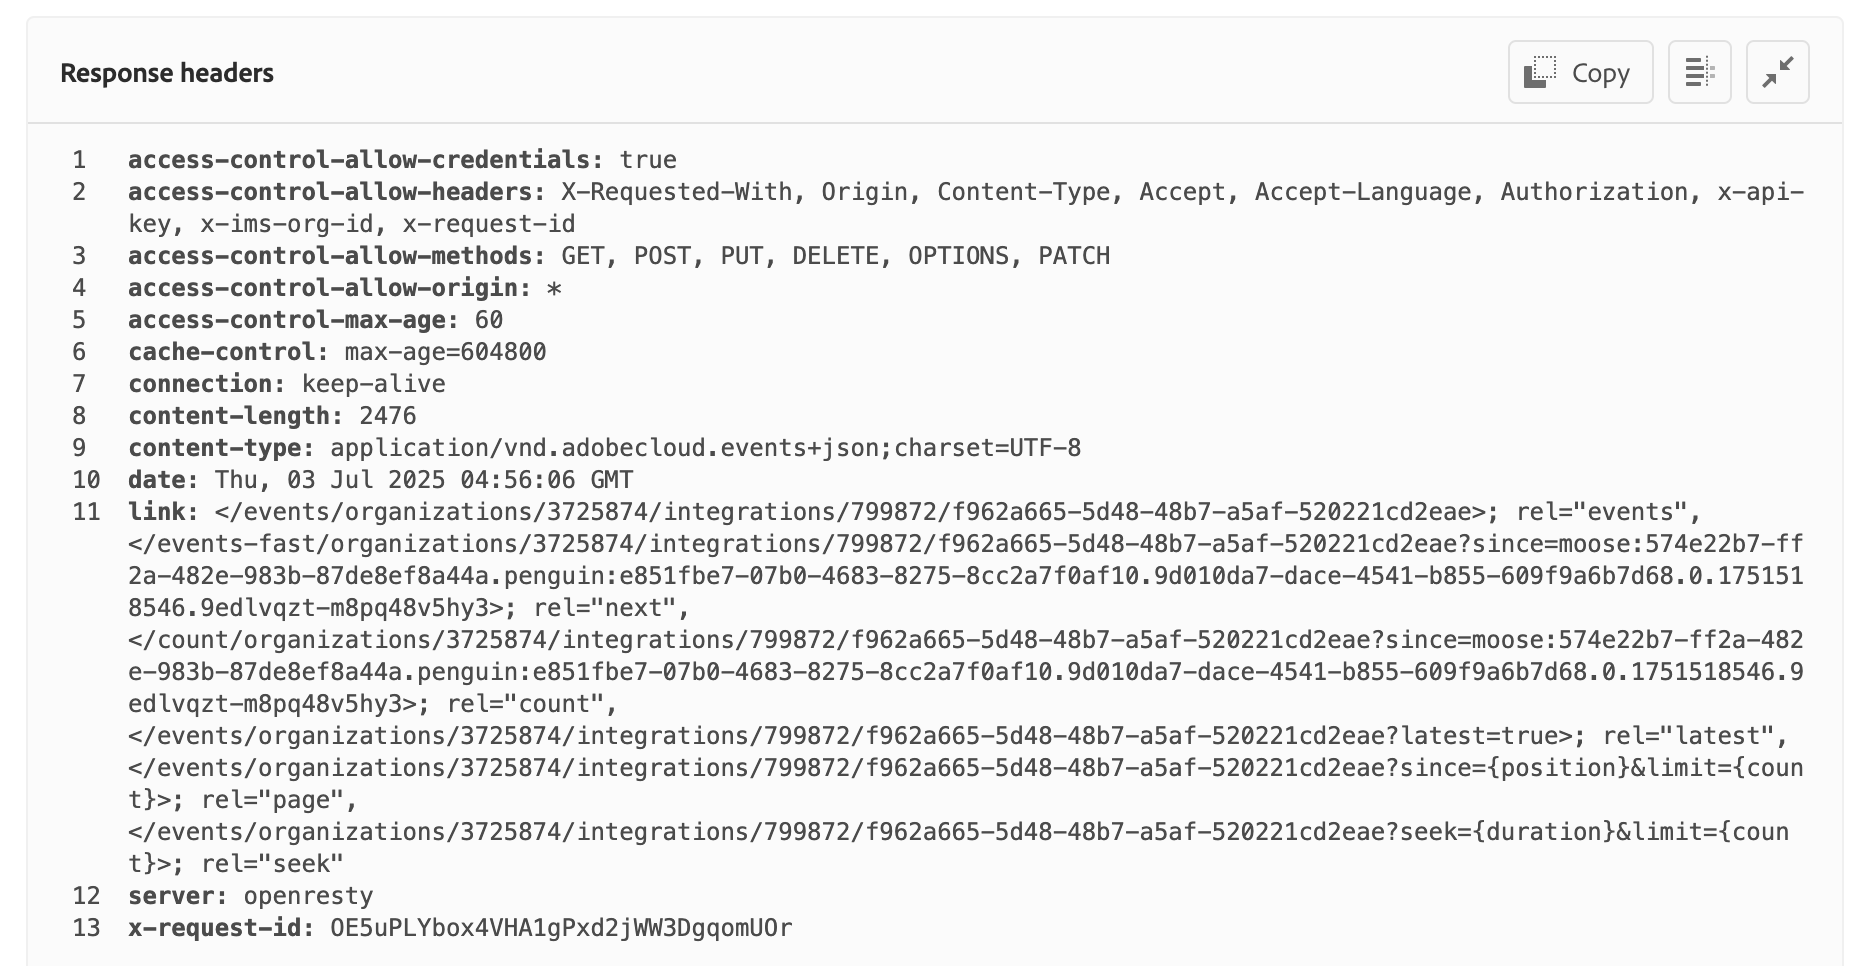 Response headers
Copy
1 access-control-allow-credentials: true
2 access-control-allow-headers: X-Requested-With, Origin, Content-Type, Accept, Accept-Language, Authorization, x-api-
key, x-ims-org-id, x-request-id
3 access-control-allow-methods: GET, POST, PUT, DELETE, OPTIONS, PATCH
4 access-control-allow-origin: *
5 access-control-max-age: 60
6 cache-control: max-age=604800
7 connection: keep-alive
8 content-length: 2476
9 content-type: application/vnd.adobecloud.events+json;charset=UTF-8
10 date: Thu, 03 Jul 2025 04:56:06 GMT
11 link: </events/organizations/3725874/integrations/799872/f962a665-5d48-48b7-a5af-520221cd2eae>; rel="events",
</events-fast/organizations/3725874/integrations/799872/f962a665-5d48-48b7-a5af-520221cd2eae?since=moose:574e22b7-ff
2a-482e-983b-87de8ef8a44a.penguin:e851fbe7-07b0-4683-8275-8cc2a7f0af10.9d010da7-dace-4541-b855-609f9a6b7d68.0.175151
8546.9edlvqzt-m8pq48v5hy3>; rel="next",
</count/organizations/3725874/integrations/799872/f962a665-5d48-48b7-a5af-520221cd2eae?since=moose:574e22b7-ff2a-482
e-983b-87de8ef8a44a.penguin:e851fbe7-07b0-4683-8275-8cc2a7f0af10.9d010da7-dace-4541-b855-609f9a6b7d68.0.1751518546.9
edlvqzt-m8pq48v5hy3>; rel="count",
</events/organizations/3725874/integrations/799872/f962a665-5d48-48b7-a5af-520221cd2eae?latest=true>; rel="latest",
</events/organizations/3725874/integrations/799872/f962a665-5d48-48b7-a5af-520221cd2eae?since={position}&limit={coun
t}>; rel="page",
</events/organizations/3725874/integrations/799872/f962a665-5d48-48b7-a5af-520221cd2eae?seek={duration}&limit={coun
t}>; rel="seek"
12 server: openresty
13 x-request-id: OE5uPLYbox4VHA1gPxd2jWW3DgqomUOr